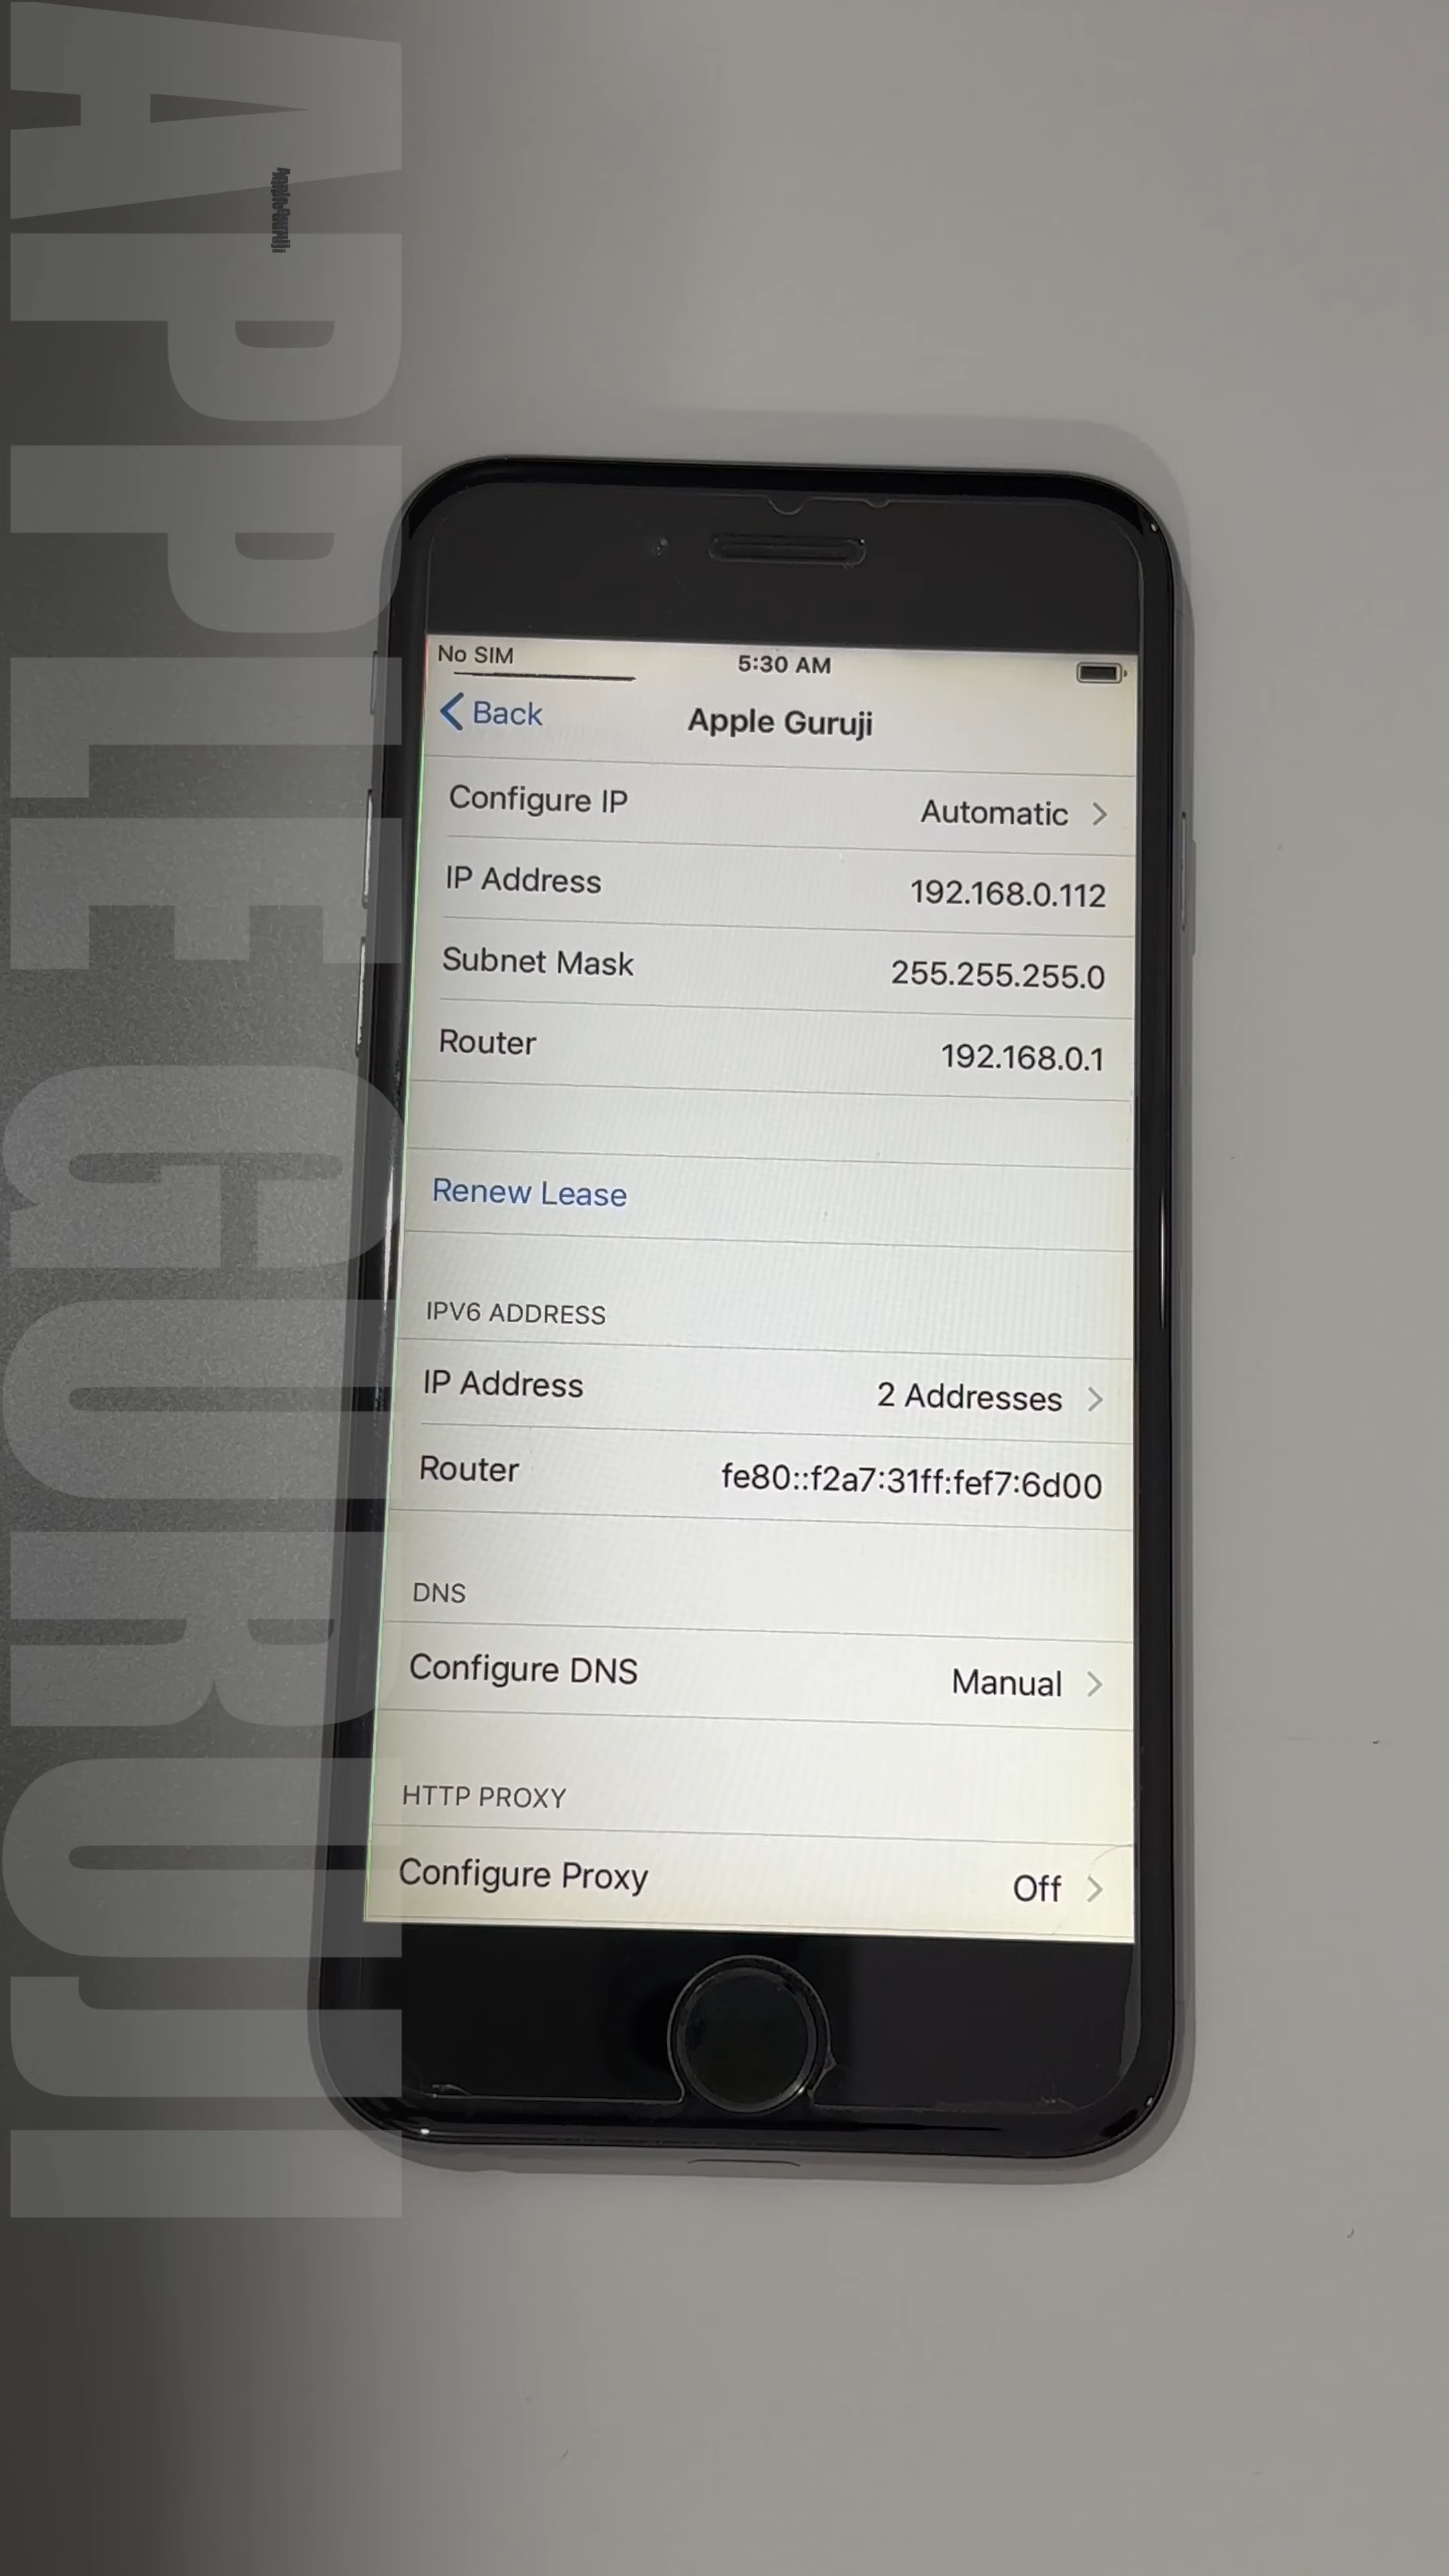 APPLE GURUJI
Apple Guruji
No SIM
5:30 AM
Back
Apple Guruji
Configure IP
Automatic
IP Address
192.168.0.112
Subnet Mask
255.255.255.0
Router
192.168.0.1
Renew Lease
IPV6 ADDRESS
IP Address
2 Addresses
Router
fe80::f2a7:31ff:fef7:6d00
DNS
Configure DNS
Manual
HTTP PROXY
Configure Proxy
Off